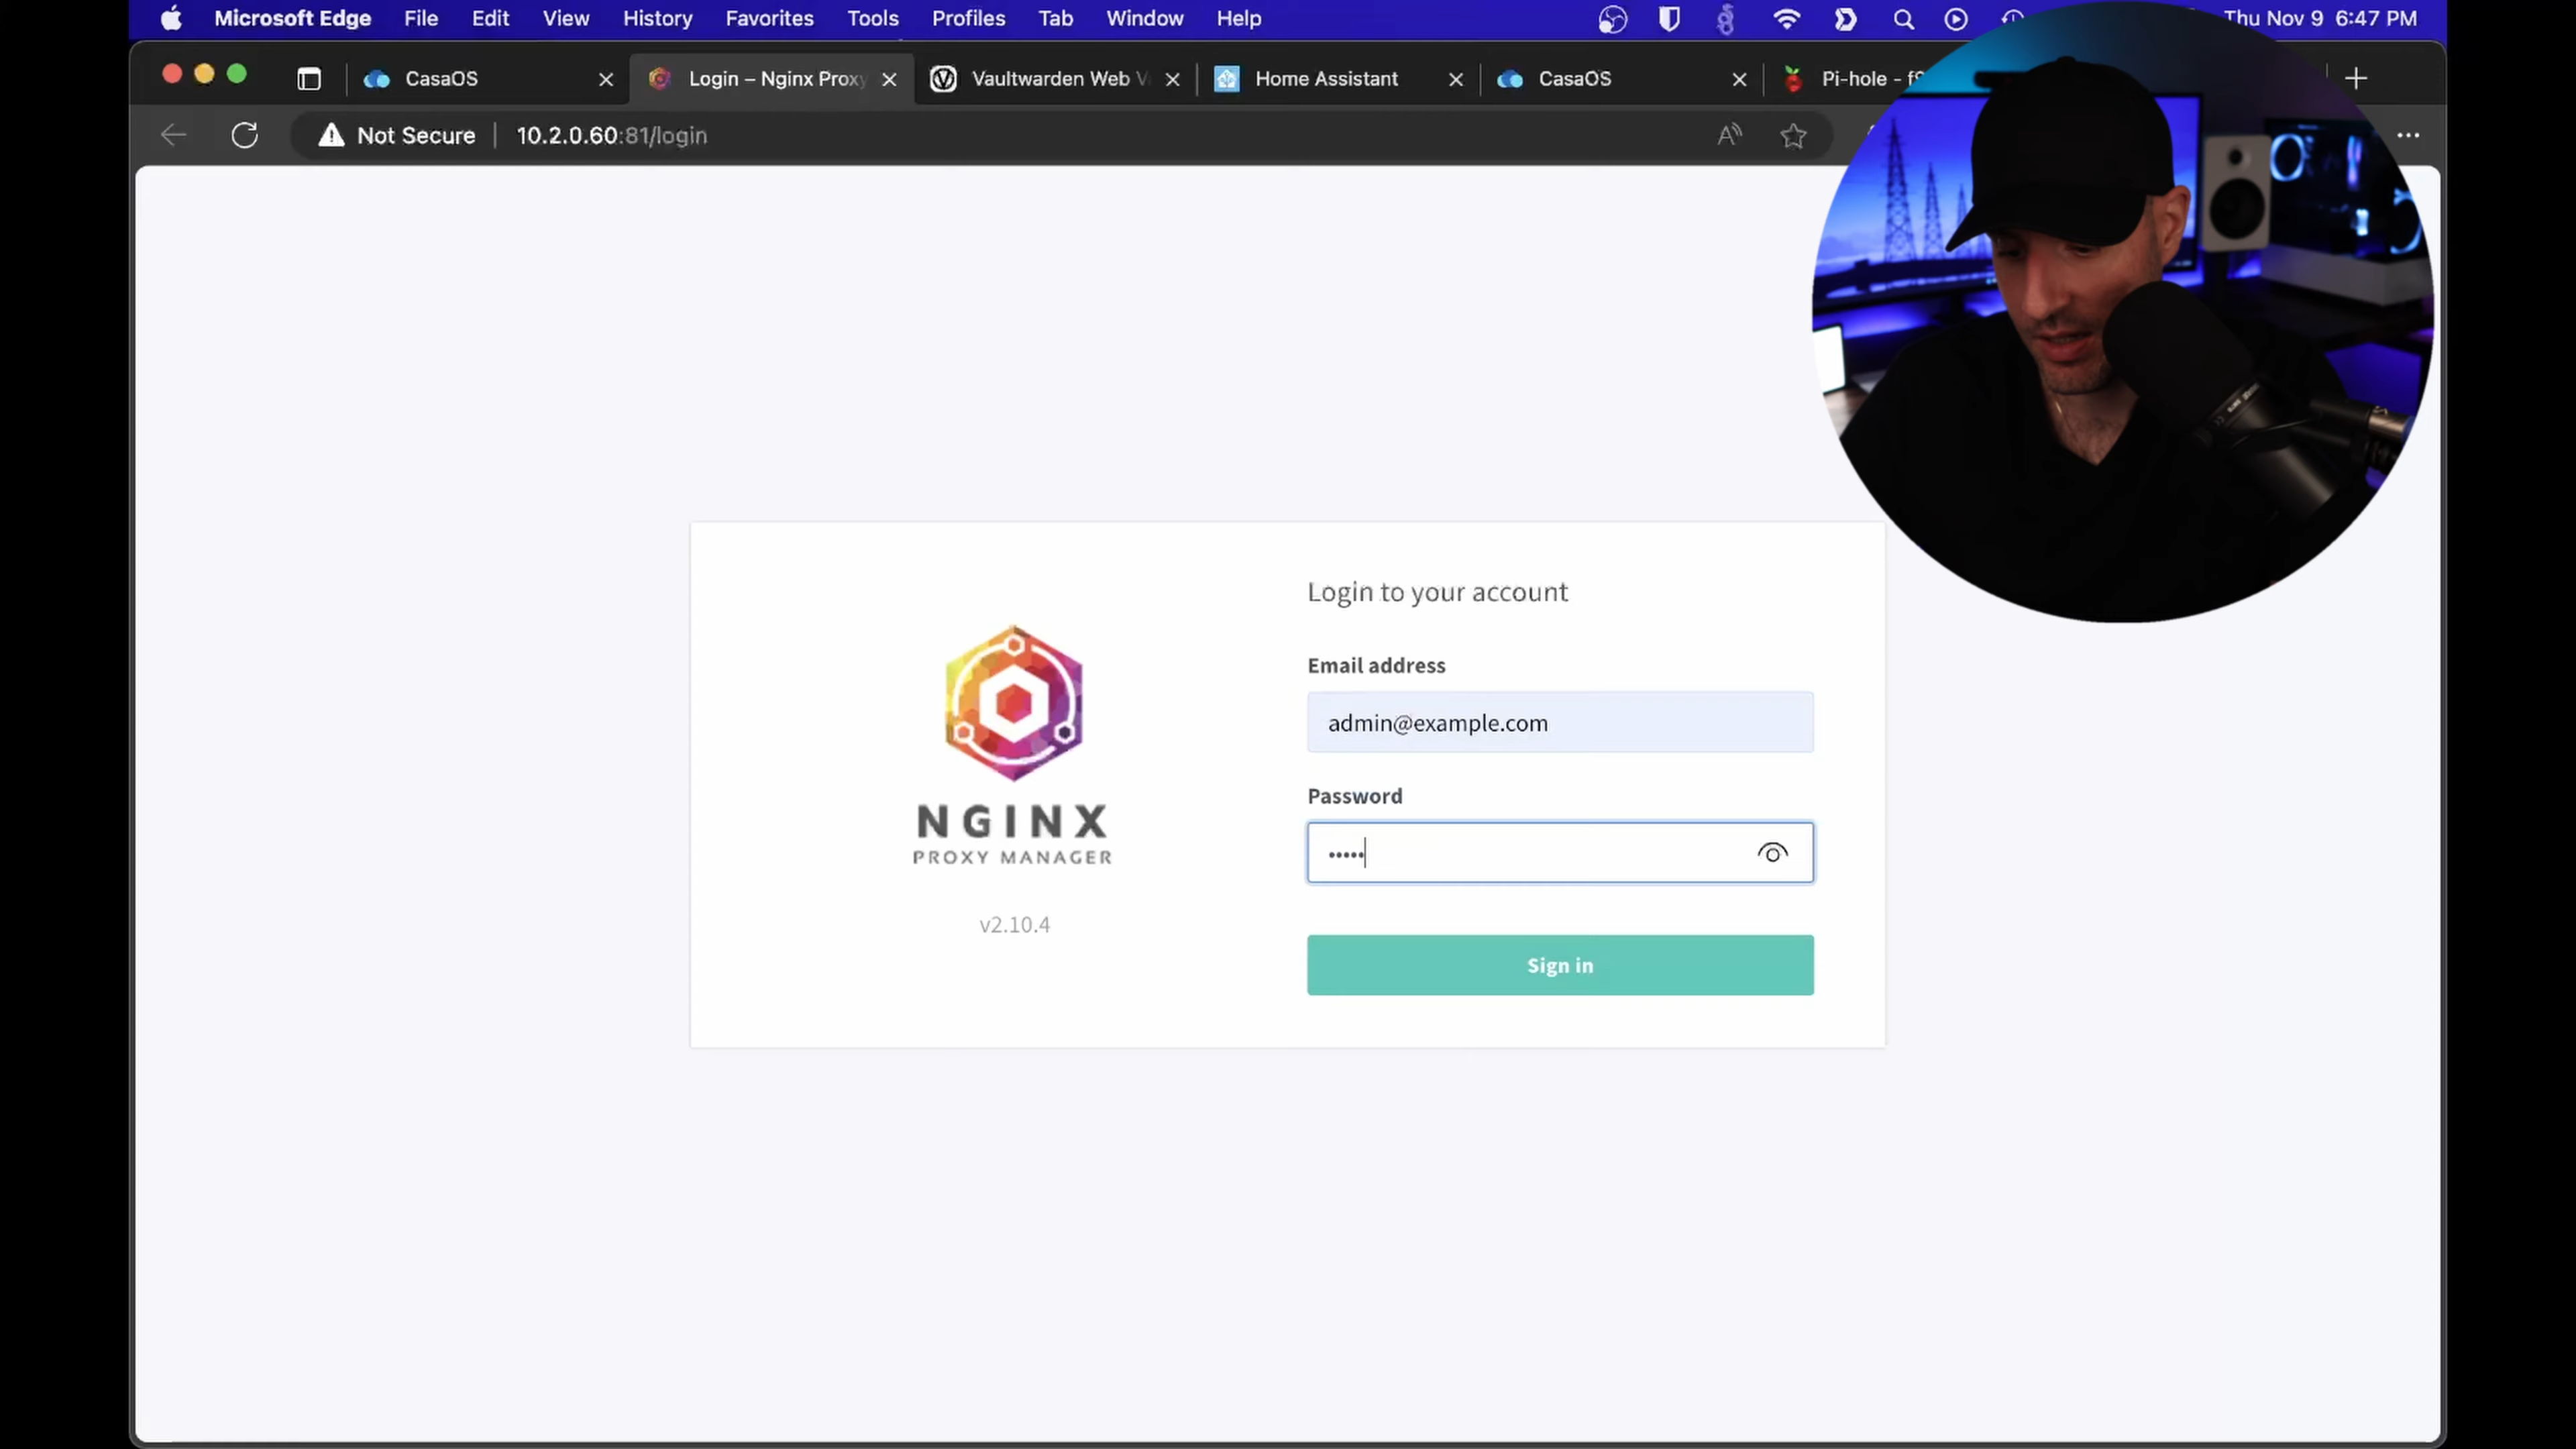 Microsoft Edge File Edit View History Favorites Tools Profiles Tab Window Help Thu Nov 9 6:47 PM
CasaOS Login – Nginx Proxy Vaultwarden Web V Home Assistant CasaOS Pi-hole -
Not Secure 10.2.0.60:81/login
Login to your account
Email address
admin@example.com
Password
NGINX
PROXY MANAGER
v2.10.4
Sign in